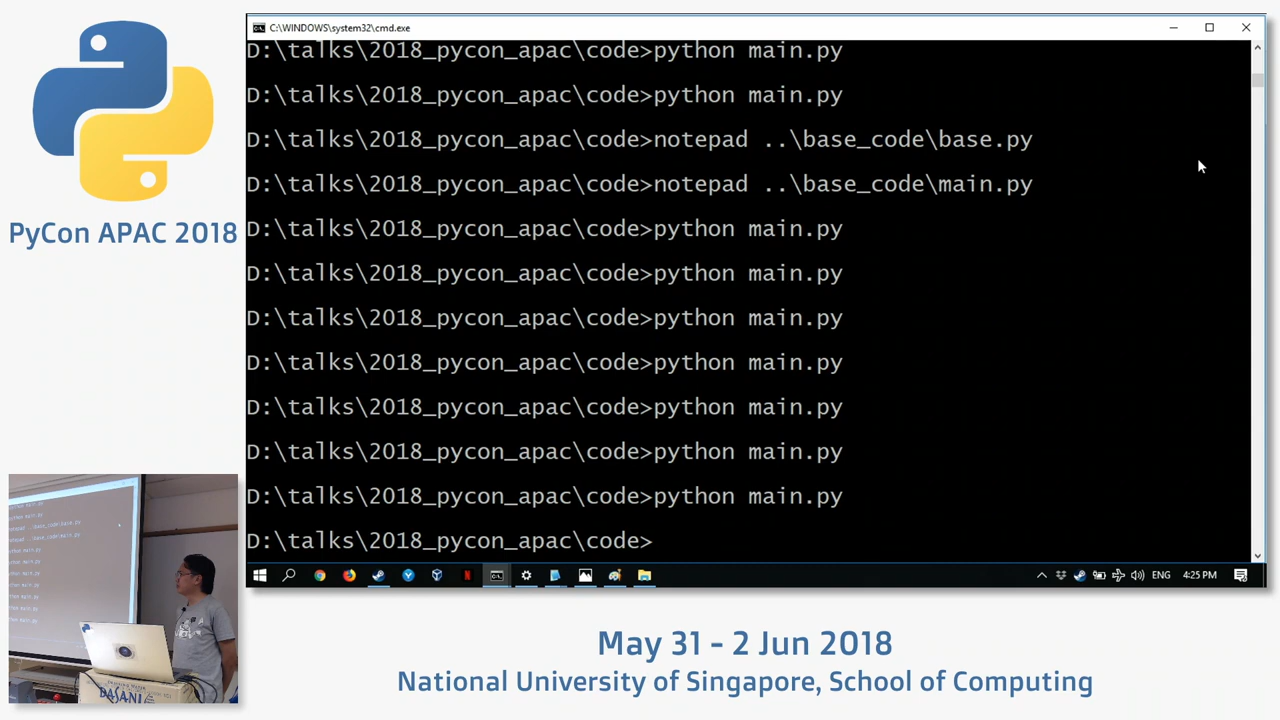 PyCon APAC 2018
C:\WINDOWS\system32\cmd.exe
D:\talks\2018_pycon_apac\code>python main.py
D:\talks\2018_pycon_apac\code>python main.py
D:\talks\2018_pycon_apac\code>notepad ..\base_code\base.py
D:\talks\2018_pycon_apac\code>notepad ..\base_code\main.py
D:\talks\2018_pycon_apac\code>python main.py
D:\talks\2018_pycon_apac\code>python main.py
D:\talks\2018_pycon_apac\code>python main.py
D:\talks\2018_pycon_apac\code>python main.py
D:\talks\2018_pycon_apac\code>python main.py
D:\talks\2018_pycon_apac\code>python main.py
D:\talks\2018_pycon_apac\code>python main.py
D:\talks\2018_pycon_apac\code>
ENG 4:25 PM
DASANI
May 31 - 2 Jun 2018
National University of Singapore, School of Computing